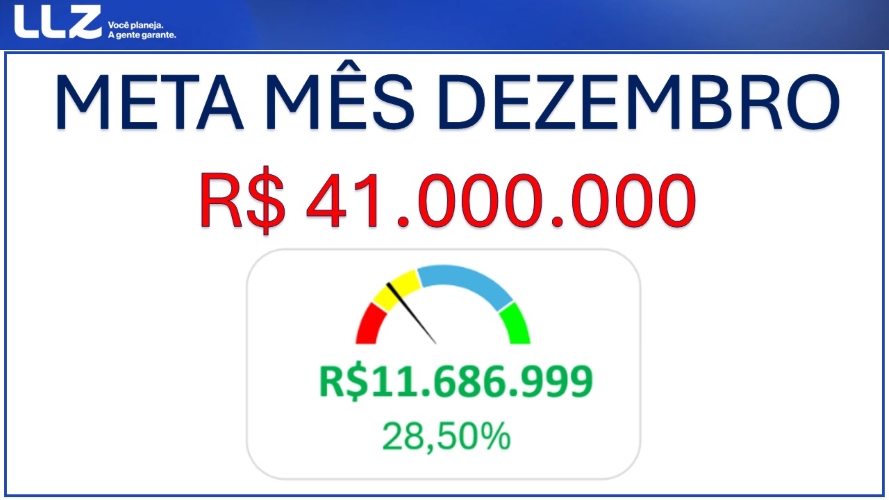 LLZ
Você planeja.
A gente garante.
META MÊS DEZEMBRO
R$ 41.000.000
R$11.686.999
28,50%